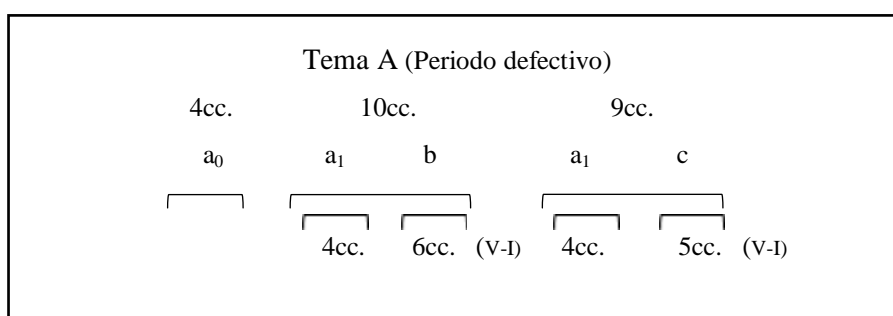 Tema A (Periodo defectivo)
4cc. 10cc. 9cc.
a₀ a₁ b a₁ c
4cc. 6cc. (V-I) 4cc. 5cc. (V-I)